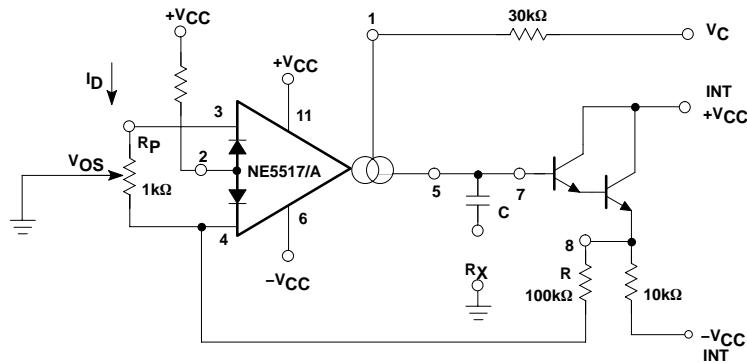 +VCC
1
30kΩ
VC
ID
+VCC
INT
+VCC
3
11
RP
VOS
2
NE5517/A
1kΩ
5
7
C
4
6
−VCC
8
RX
R
100kΩ
10kΩ
−VCC
INT